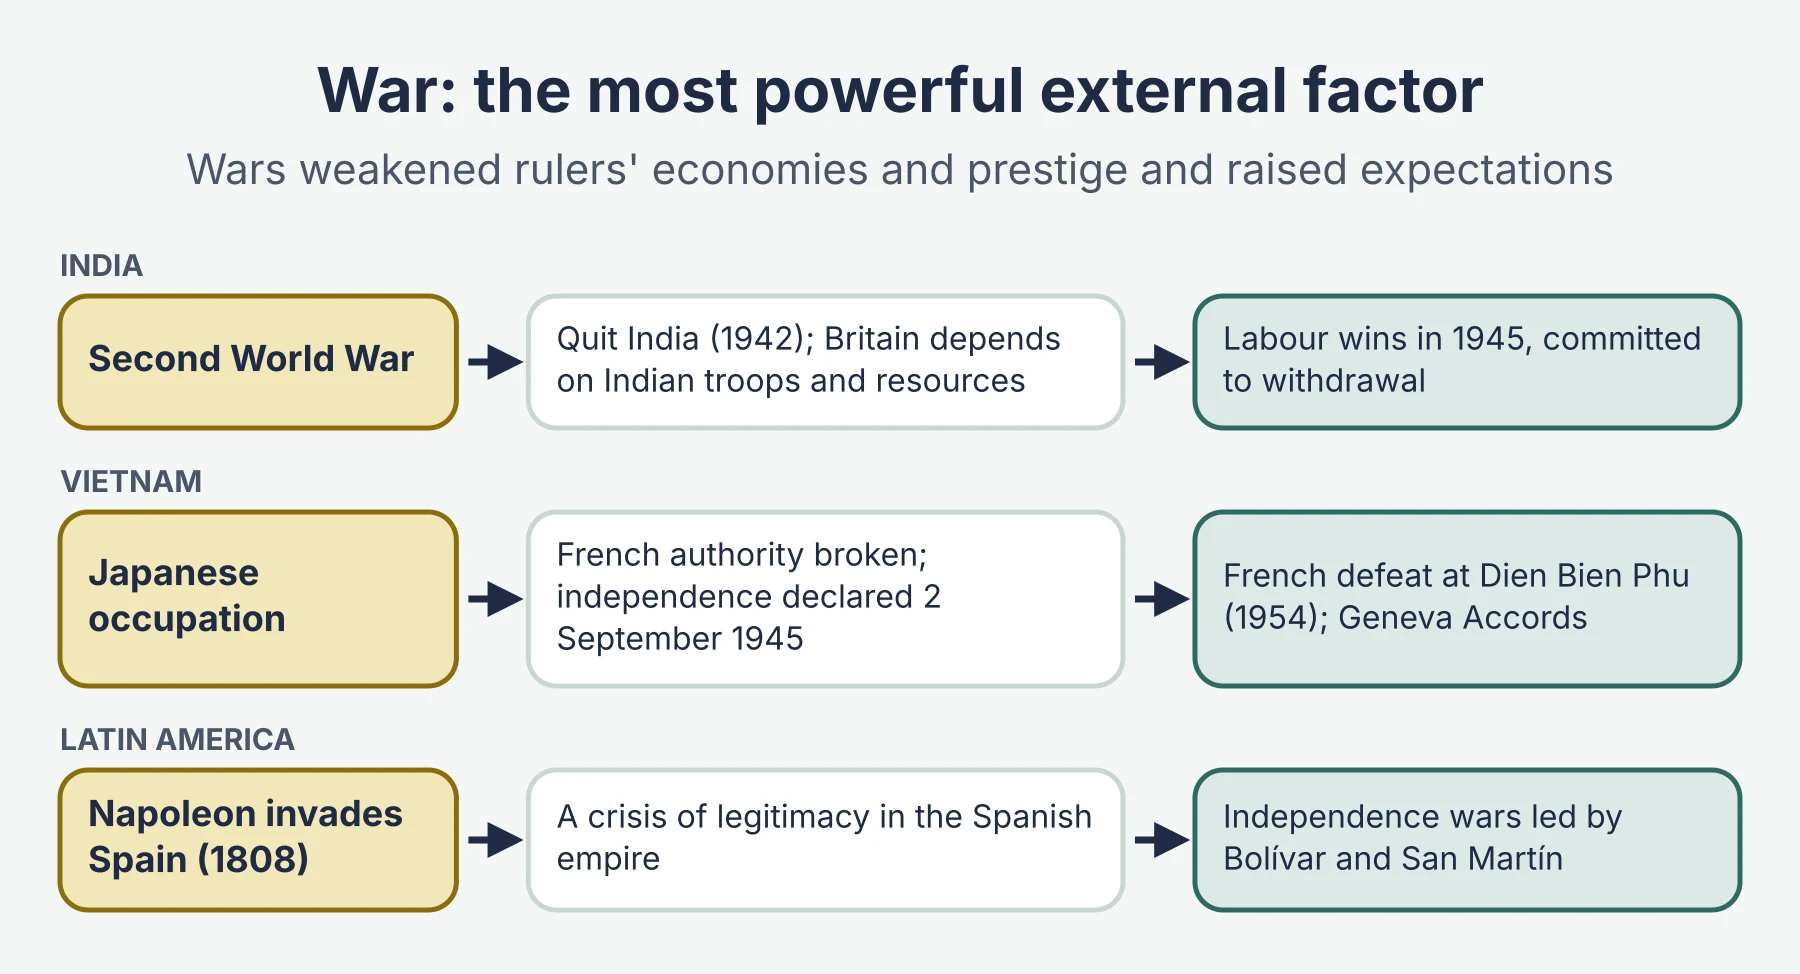 War: the most powerful external factor
Wars weakened rulers' economies and prestige and raised expectations
INDIA
Second World War
Quit India (1942); Britain depends
on Indian troops and resources
Labour wins in 1945, committed
to withdrawal
VIETNAM
Japanese
occupation
French authority broken;
independence declared 2
September 1945
French defeat at Dien Bien Phu
(1954); Geneva Accords
LATIN AMERICA
Napoleon invades
Spain (1808)
A crisis of legitimacy in the Spanish
empire
Independence wars led by
Bolívar and San Martín